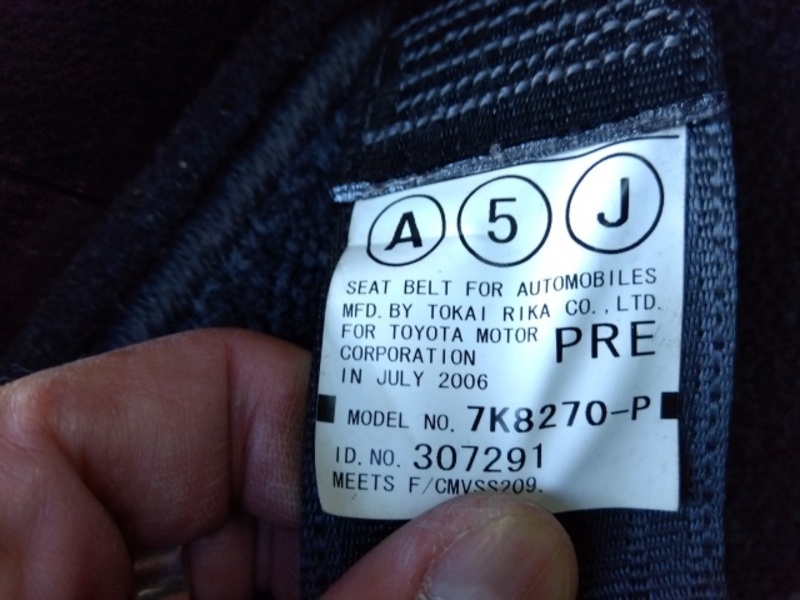 A 5 J
SEAT BELT FOR AUTOMOBILES
MFD. BY TOKAI RIKA CO., LTD.
FOR TOYOTA MOTOR PRE
CORPORATION
IN JULY 2006
MODEL NO. 7K8270-P
ID. NO. 307291
MEETS F/CMVSS209.